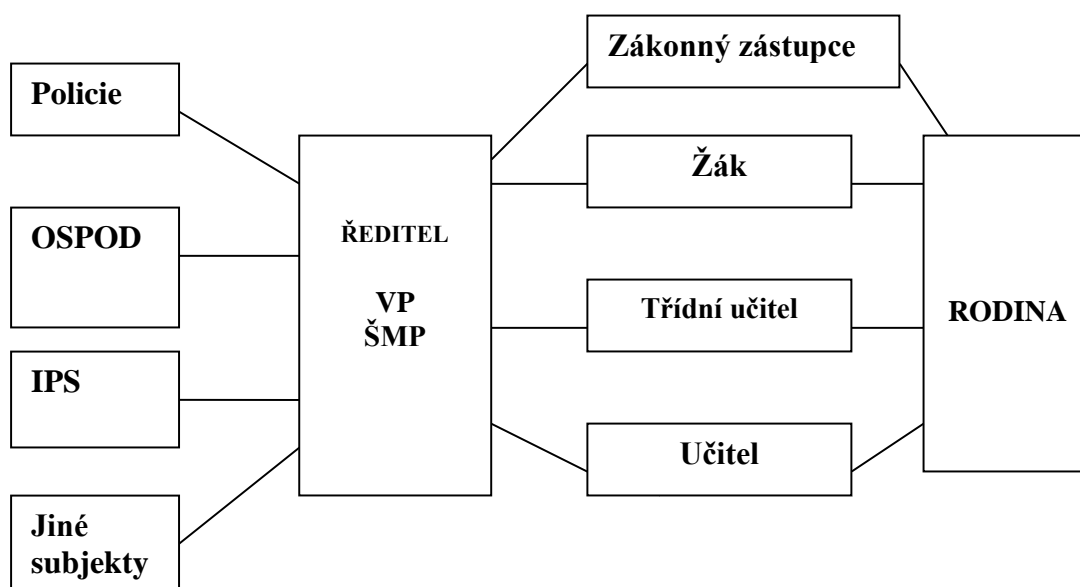 Policie
OSPOD
IPS
Jiné
subjekty
ŘEDITEL
VP
ŠMP
Zákonný zástupce
Žák
Třídní učitel
Učitel
RODINA